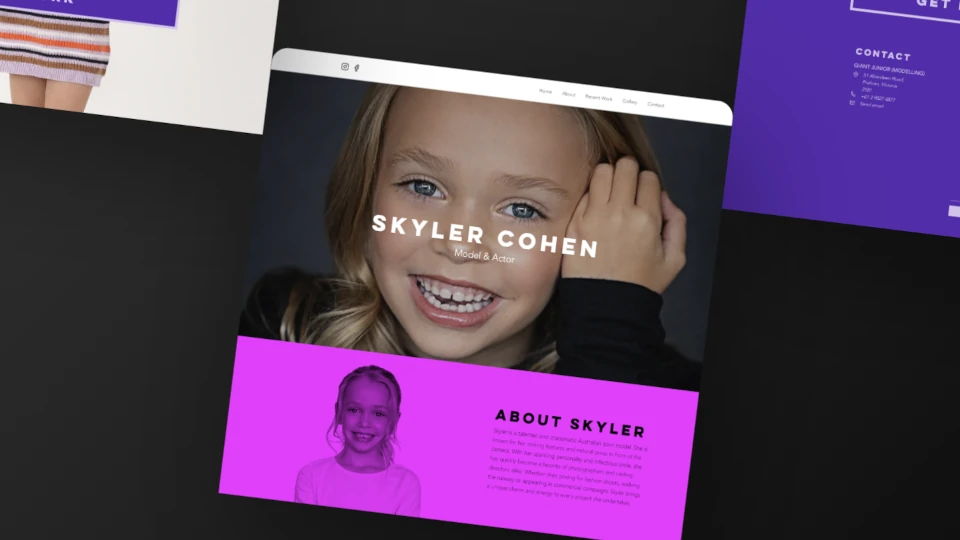 GET
Home About Recent Work Gallery Contact
SKYLER COHEN
Model & Actor
CONTACT
GIANT JUNIOR (MODELLING)
Send email
ABOUT SKYLER
Skyler is a talented and charismatic Australian teen model. She is
known for her striking features and natural poise in front of the
camera. With her sparkling personality and infectious smile, she
has quickly become a favorite of photographers and casting
directors alike. Whether she's posing for fashion shoots, walking
the runway or appearing in commercial campaigns Skyler brings
a unique charm and energy to every project she undertakes.